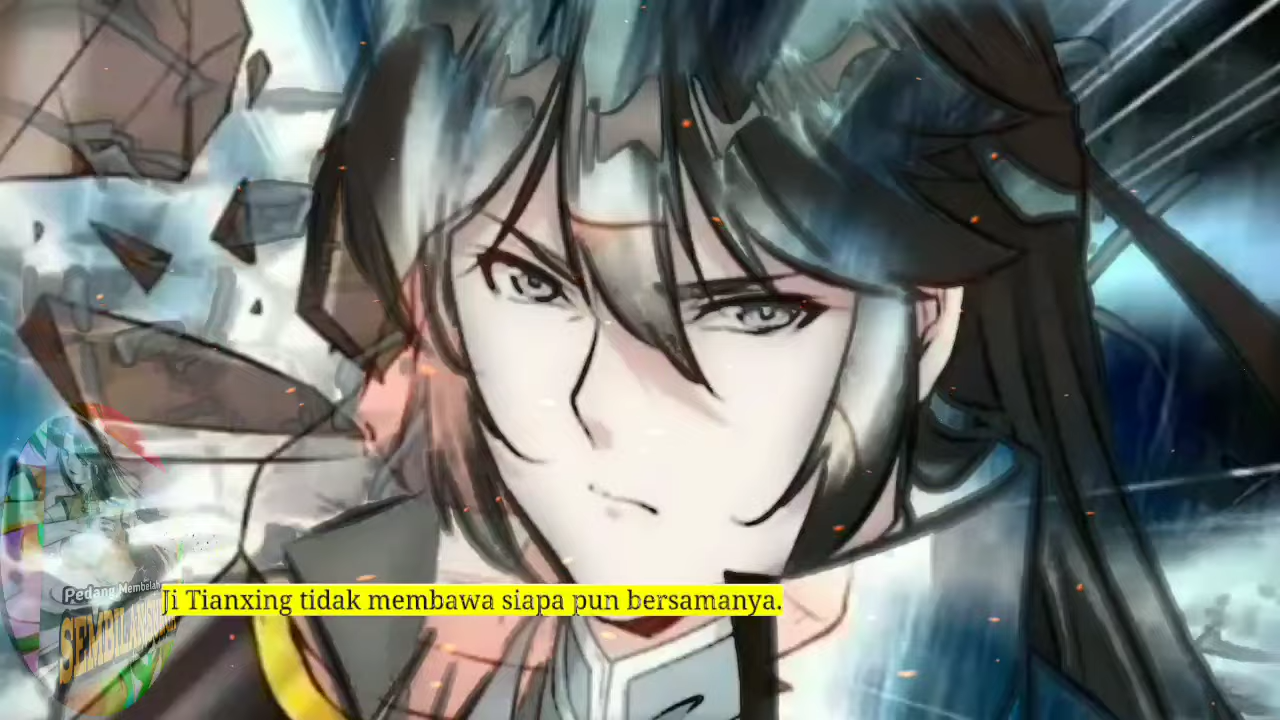 Pedang Membelah
SEMBILAN
Ji Tianxing tidak membawa siapa pun bersamanya.